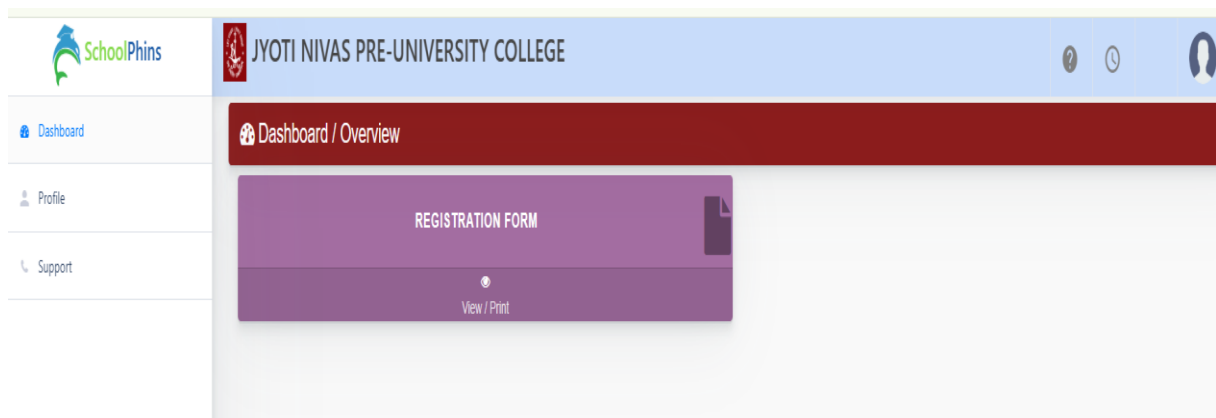 SchoolPhins
JYOTI NIVAS PRE-UNIVERSITY COLLEGE
Dashboard
Dashboard / Overview
Profile
REGISTRATION FORM
Support
View / Print